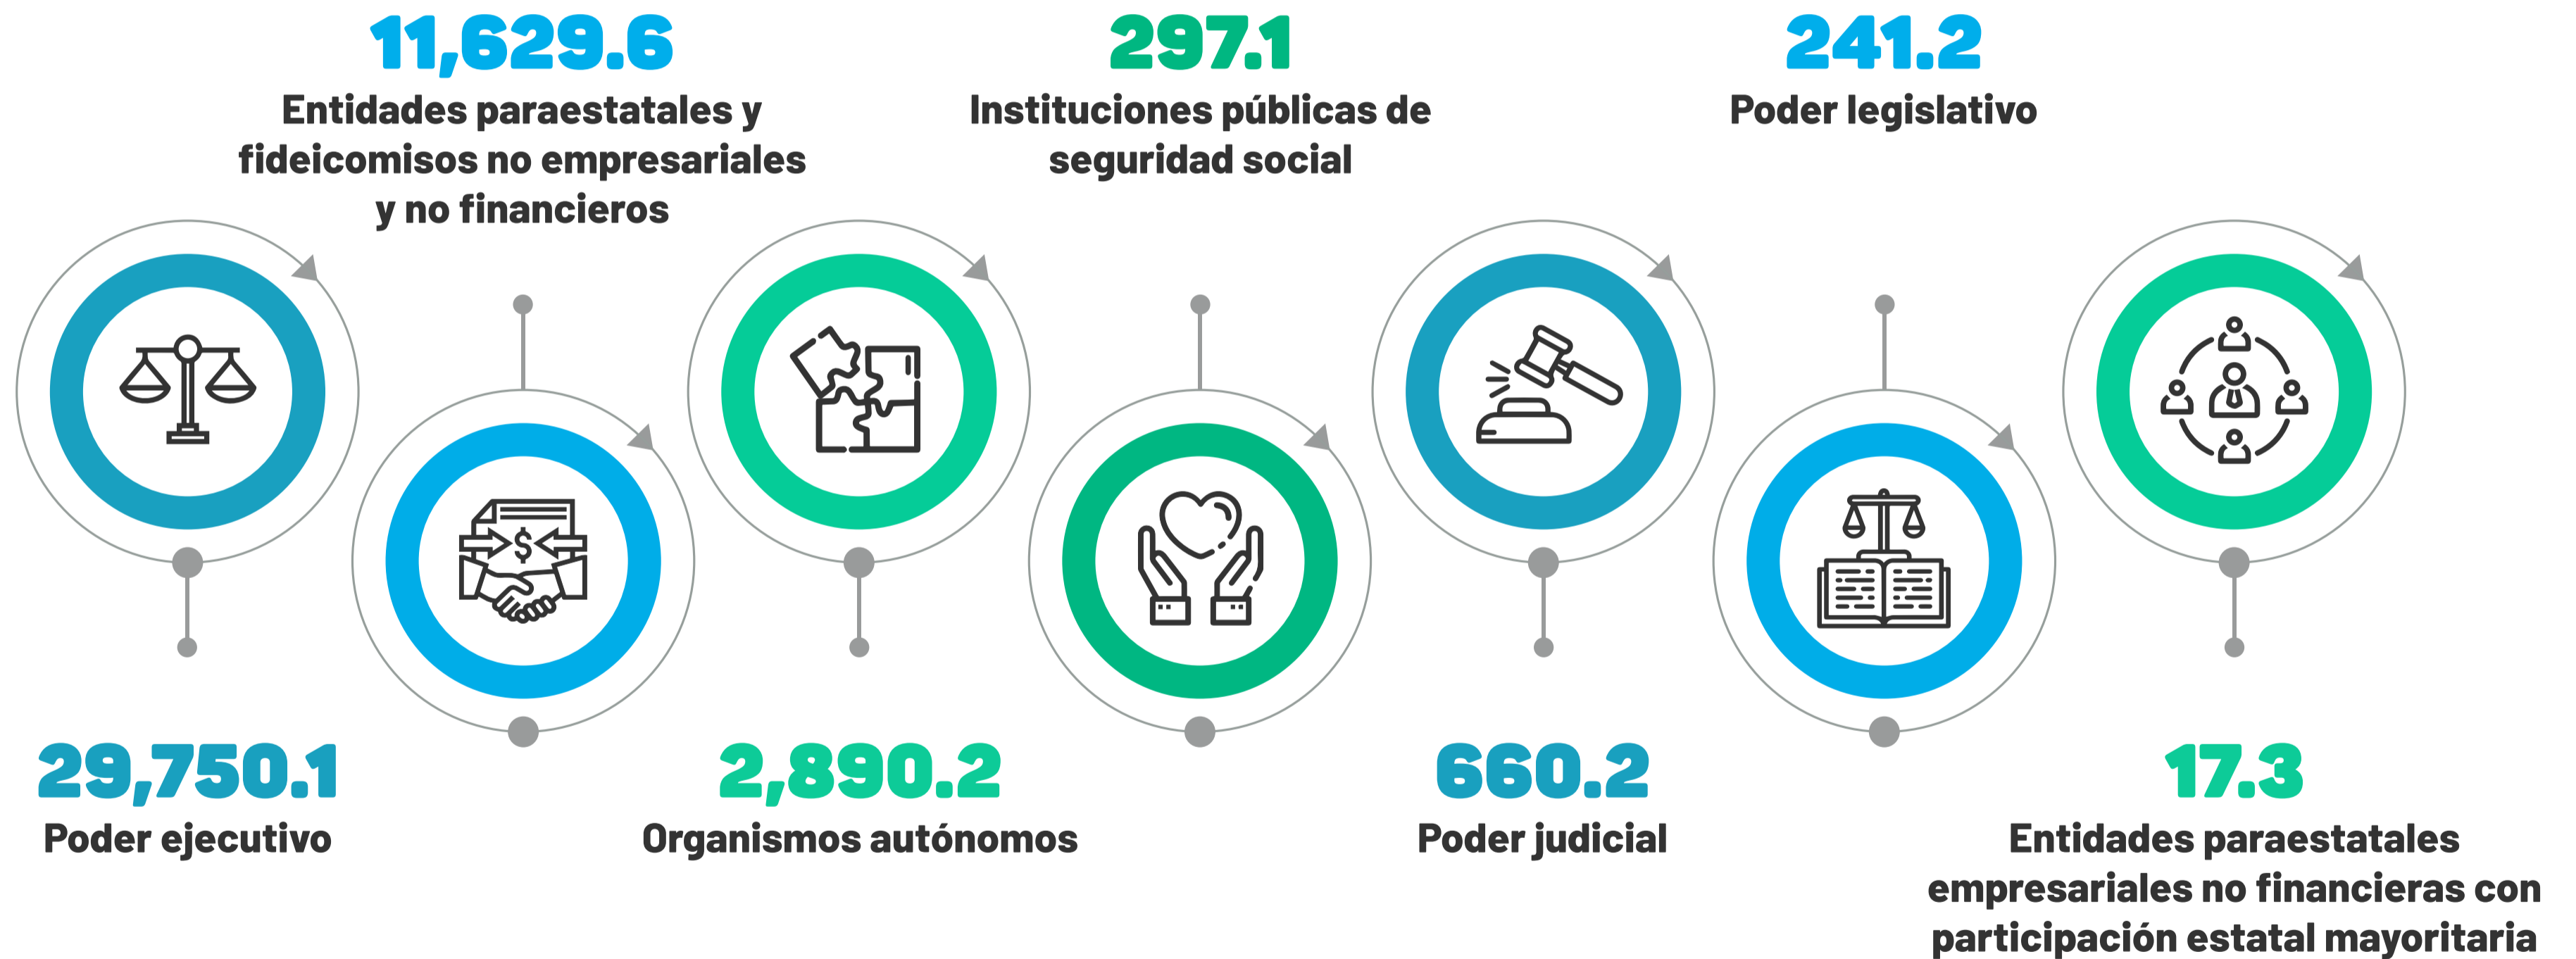 11,629.6
Entidades paraestatales y
fideicomisos no empresariales
y no financieros
297.1
Instituciones públicas de
seguridad social
241.2
Poder legislativo
$
29,750.1
Poder ejecutivo
2,890.2
Organismos autónomos
660.2
Poder judicial
17.3
Entidades paraestatales
empresariales no financieras con
participación estatal mayoritaria